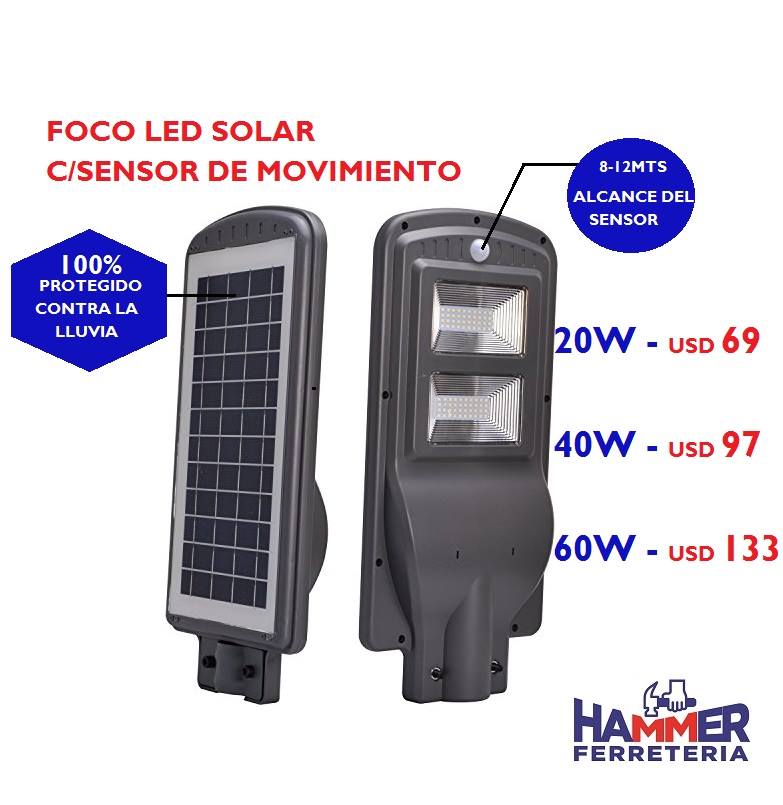 FOCO LED SOLAR
C/SENSOR DE MOVIMIENTO
8-12MTS
ALCANCE DEL
SENSOR
100%
PROTEGIDO
CONTRA LA
LLUVIA
20W - USD 69
40W - USD 97
60W - USD 133
HAMMER
FERRETERIA